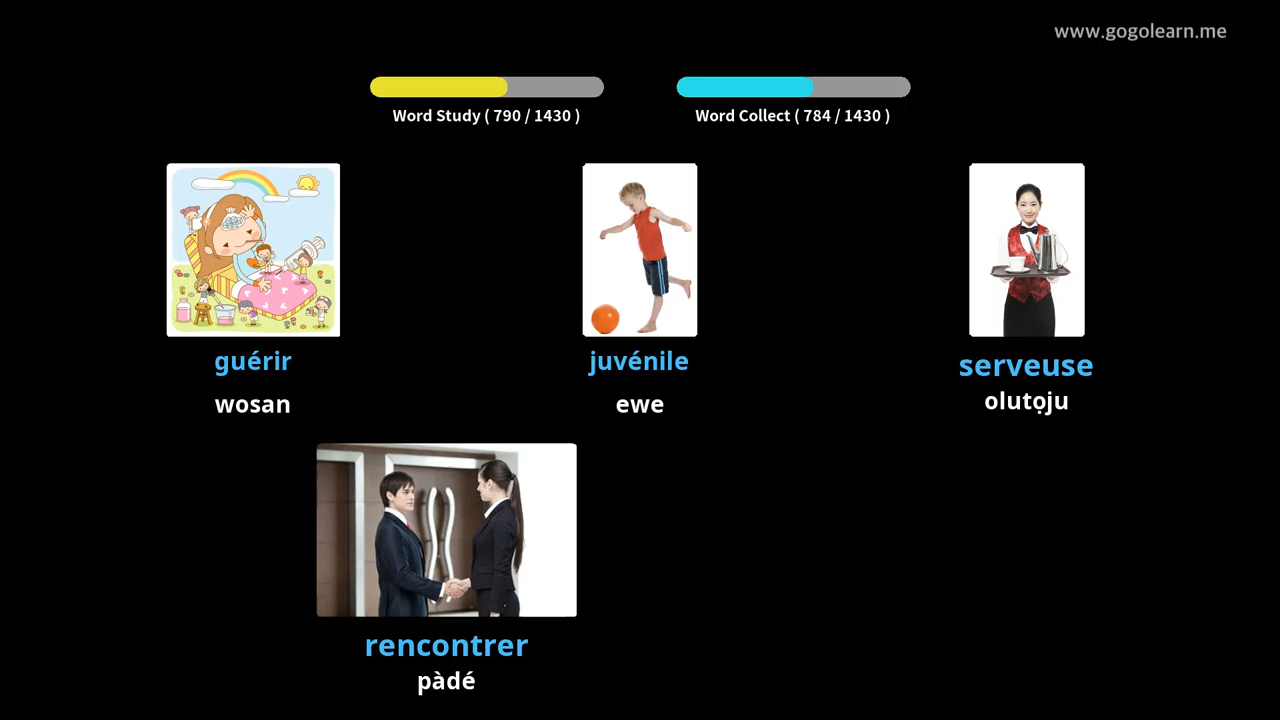 www.gogolearn.me
Word Study ( 790 / 1430 )
Word Collect ( 784 / 1430 )
guérir
wosan
juvénile
ewe
serveuse
olutọju
rencontrer
pàdé